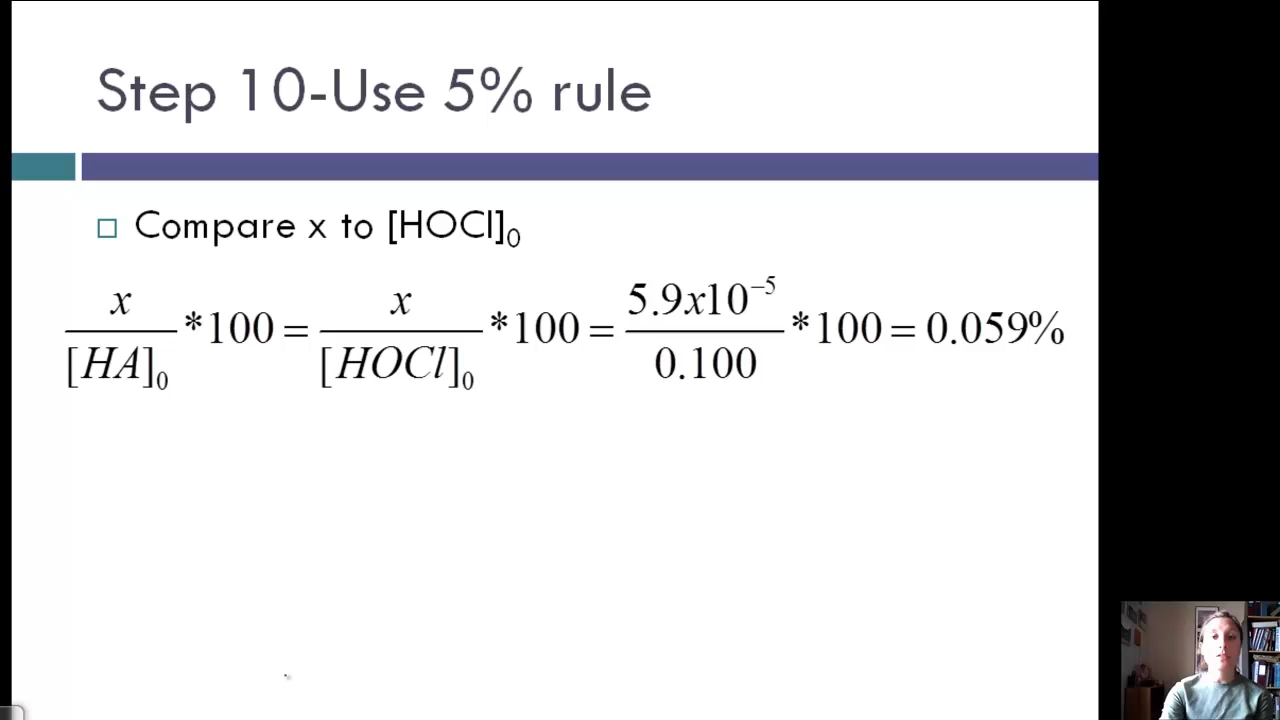 Step 10-Use 5% rule
Compare x to [HOCl]₀
x/[HA]₀ *100 = x/[HOCl]₀ *100 = 5.9x10⁻⁵/0.100 *100 = 0.059%